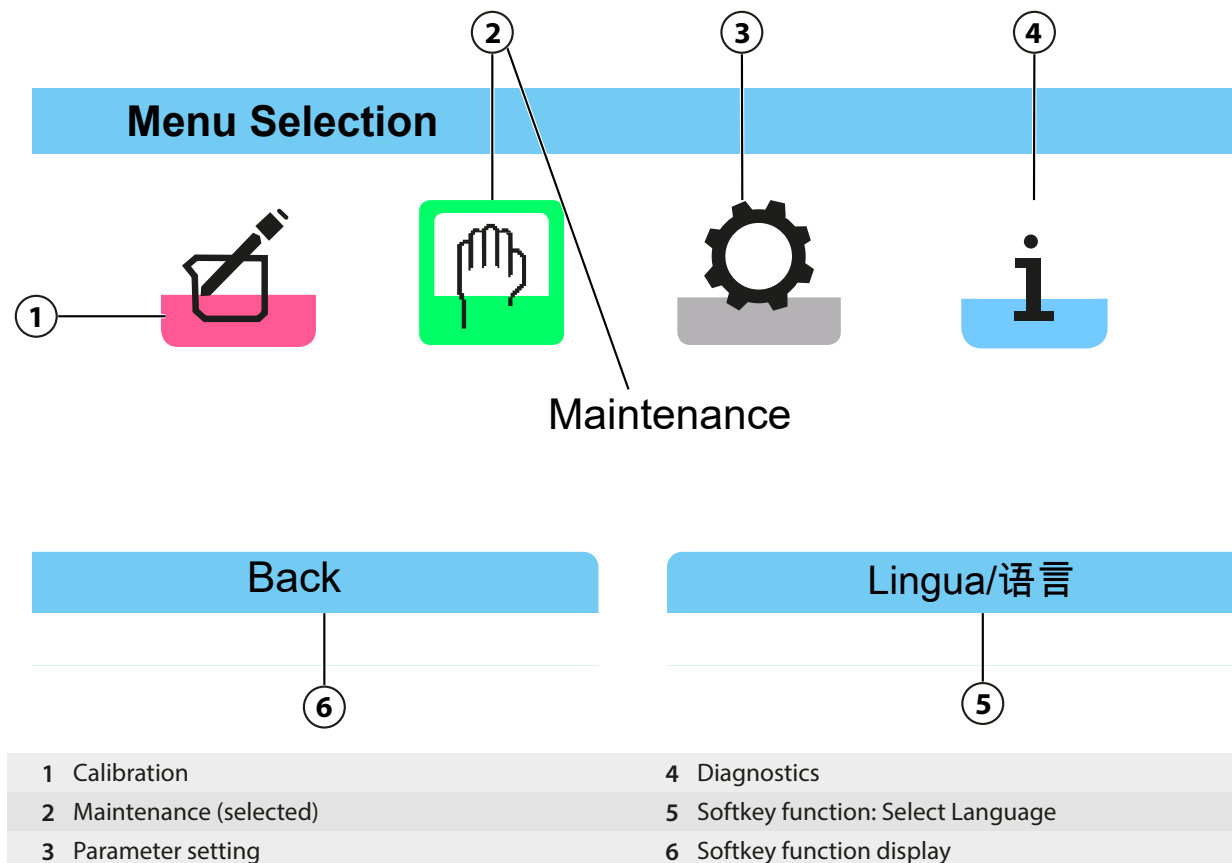 2 3 4
Menu Selection
1
Maintenance
Back Lingua/语言
6 5
1 Calibration 4 Diagnostics
2 Maintenance (selected) 5 Softkey function: Select Language
3 Parameter setting 6 Softkey function display